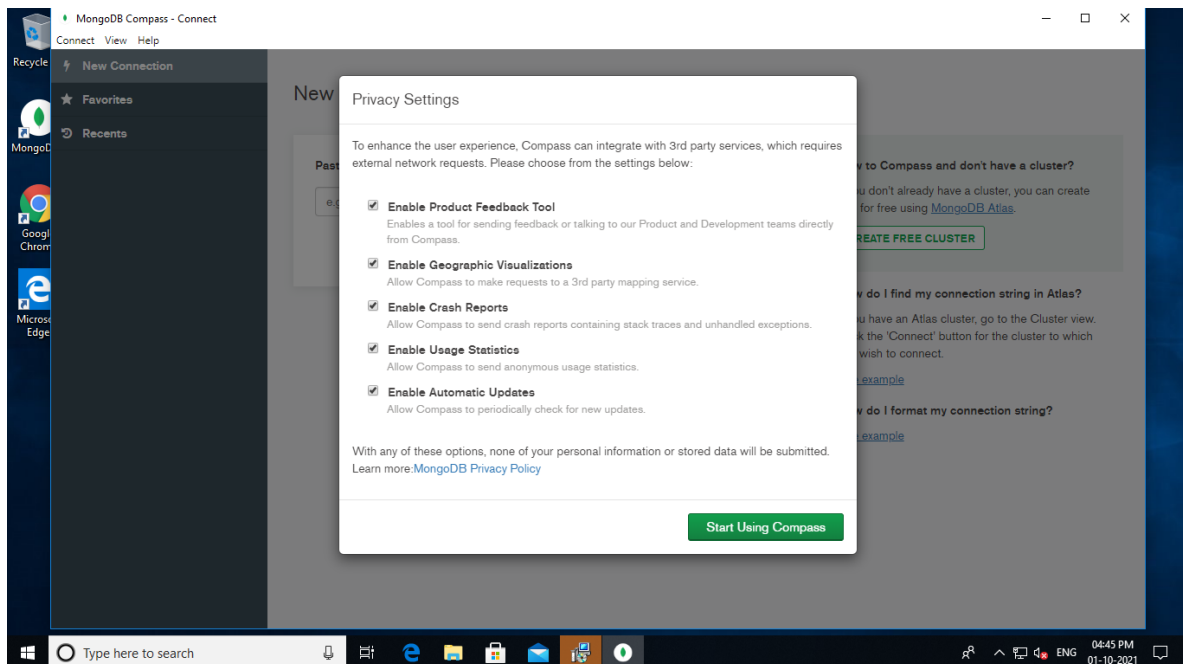 MongoDB Compass - Connect
Connect View Help
Recycle
New Connection
Favorites
Recents
New
Privacy Settings
To enhance the user experience, Compass can integrate with 3rd party services, which requires
external network requests. Please choose from the settings below:
Enable Product Feedback Tool
Enables a tool for sending feedback or talking to our Product and Development teams directly
from Compass.
Enable Geographic Visualizations
Allow Compass to make requests to a 3rd party mapping service.
Enable Crash Reports
Allow Compass to send crash reports containing stack traces and unhandled exceptions.
Enable Usage Statistics
Allow Compass to send anonymous usage statistics.
Enable Automatic Updates
Allow Compass to periodically check for new updates.
With any of these options, none of your personal information or stored data will be submitted.
Learn more:MongoDB Privacy Policy
Start Using Compass
Past
e.g
to Compass and don't have a cluster?
don't already have a cluster, you can create
for free using MongoDB Atlas.
REATE FREE CLUSTER
do I find my connection string in Atlas?
have an Atlas cluster, go to the Cluster view.
the 'Connect' button for the cluster to which
wish to connect.
example
do I format my connection string?
example
MongoD
Googl
Chrom
Micros
Edge
Type here to search
ENG
04:45 PM
01-10-2021